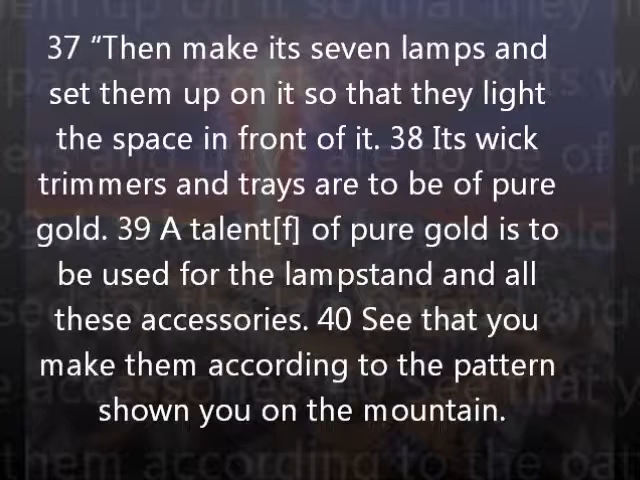 37 “Then make its seven lamps and
set them up on it so that they light
the space in front of it. 38 Its wick
trimmers and trays are to be of pure
gold. 39 A talent[f] of pure gold is to
be used for the lampstand and all
these accessories. 40 See that you
make them according to the pattern
shown you on the mountain.